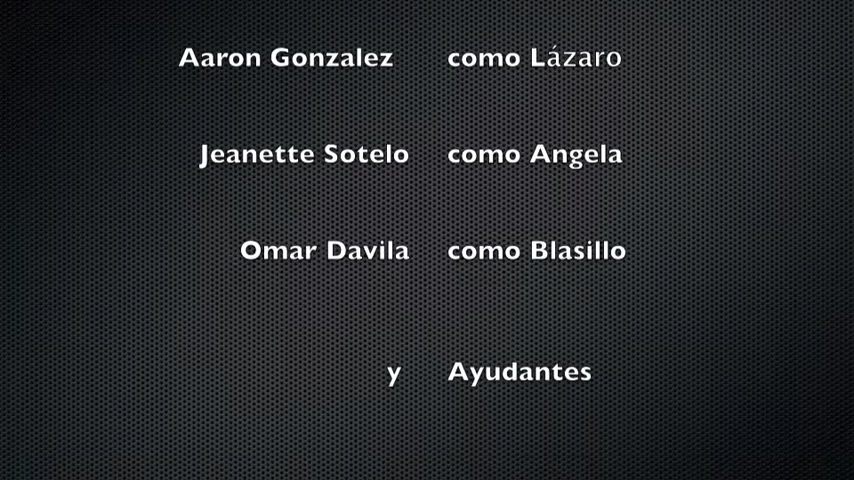 Aaron Gonzalez como Lázaro
Jeanette Sotelo como Angela
Omar Davila como Blasillo
y Ayudantes